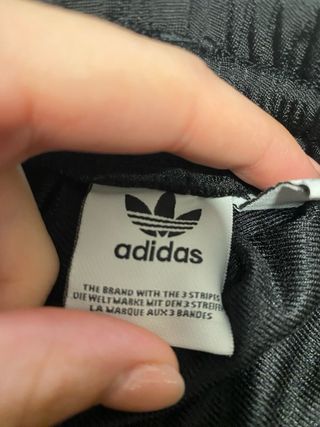 adidas
THE BRAND WITH THE 3 STRIPES
DIE WELTMARKE MIT DEN 3 STREIFEN
LA MARQUE AUX 3 BANDES